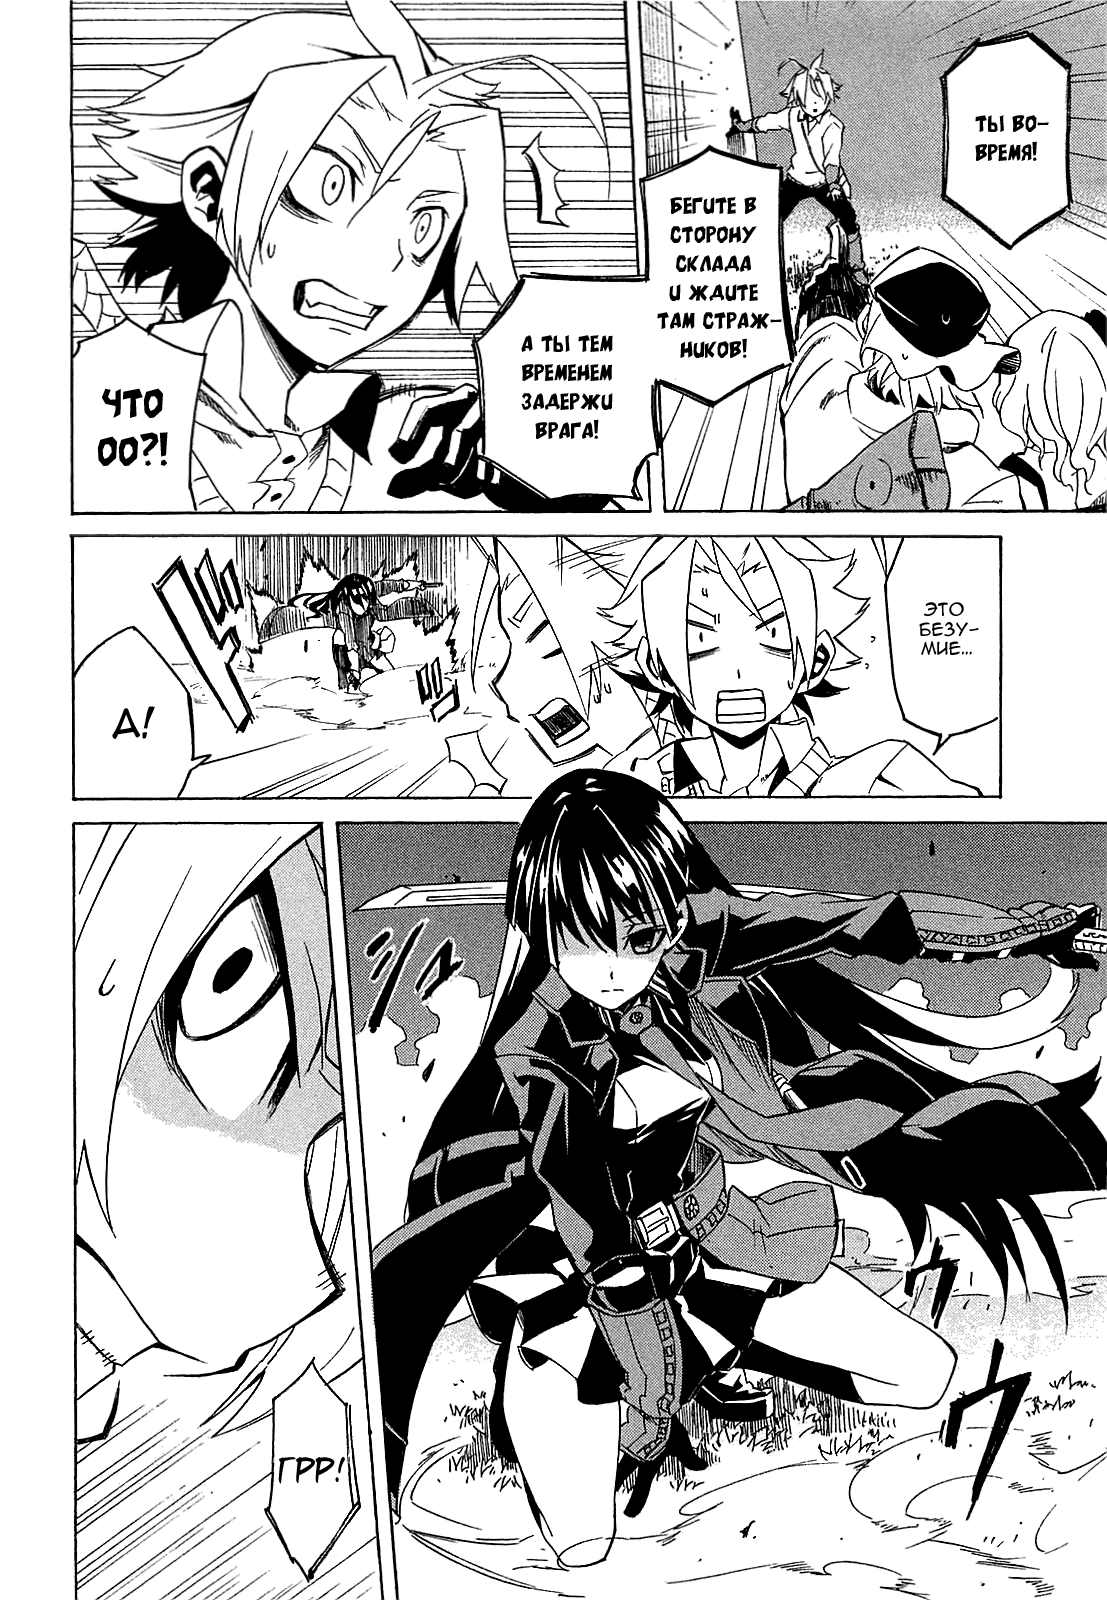 ТЫ ВО-
ВРЕМЯ!
БЕГИТЕ В
СТОРОНУ
СКЛАДА
И ЖДИТЕ
ТАМ СТРАЖ-
НИКОВ!
А ТЫ ТЕМ
ВРЕМЕНЕМ
ЗАДЕРЖИ
ВРАГА!
ЧТО
ОО?!
ЭТО
БЕЗУ-
МИЕ...
А!
ГРР!